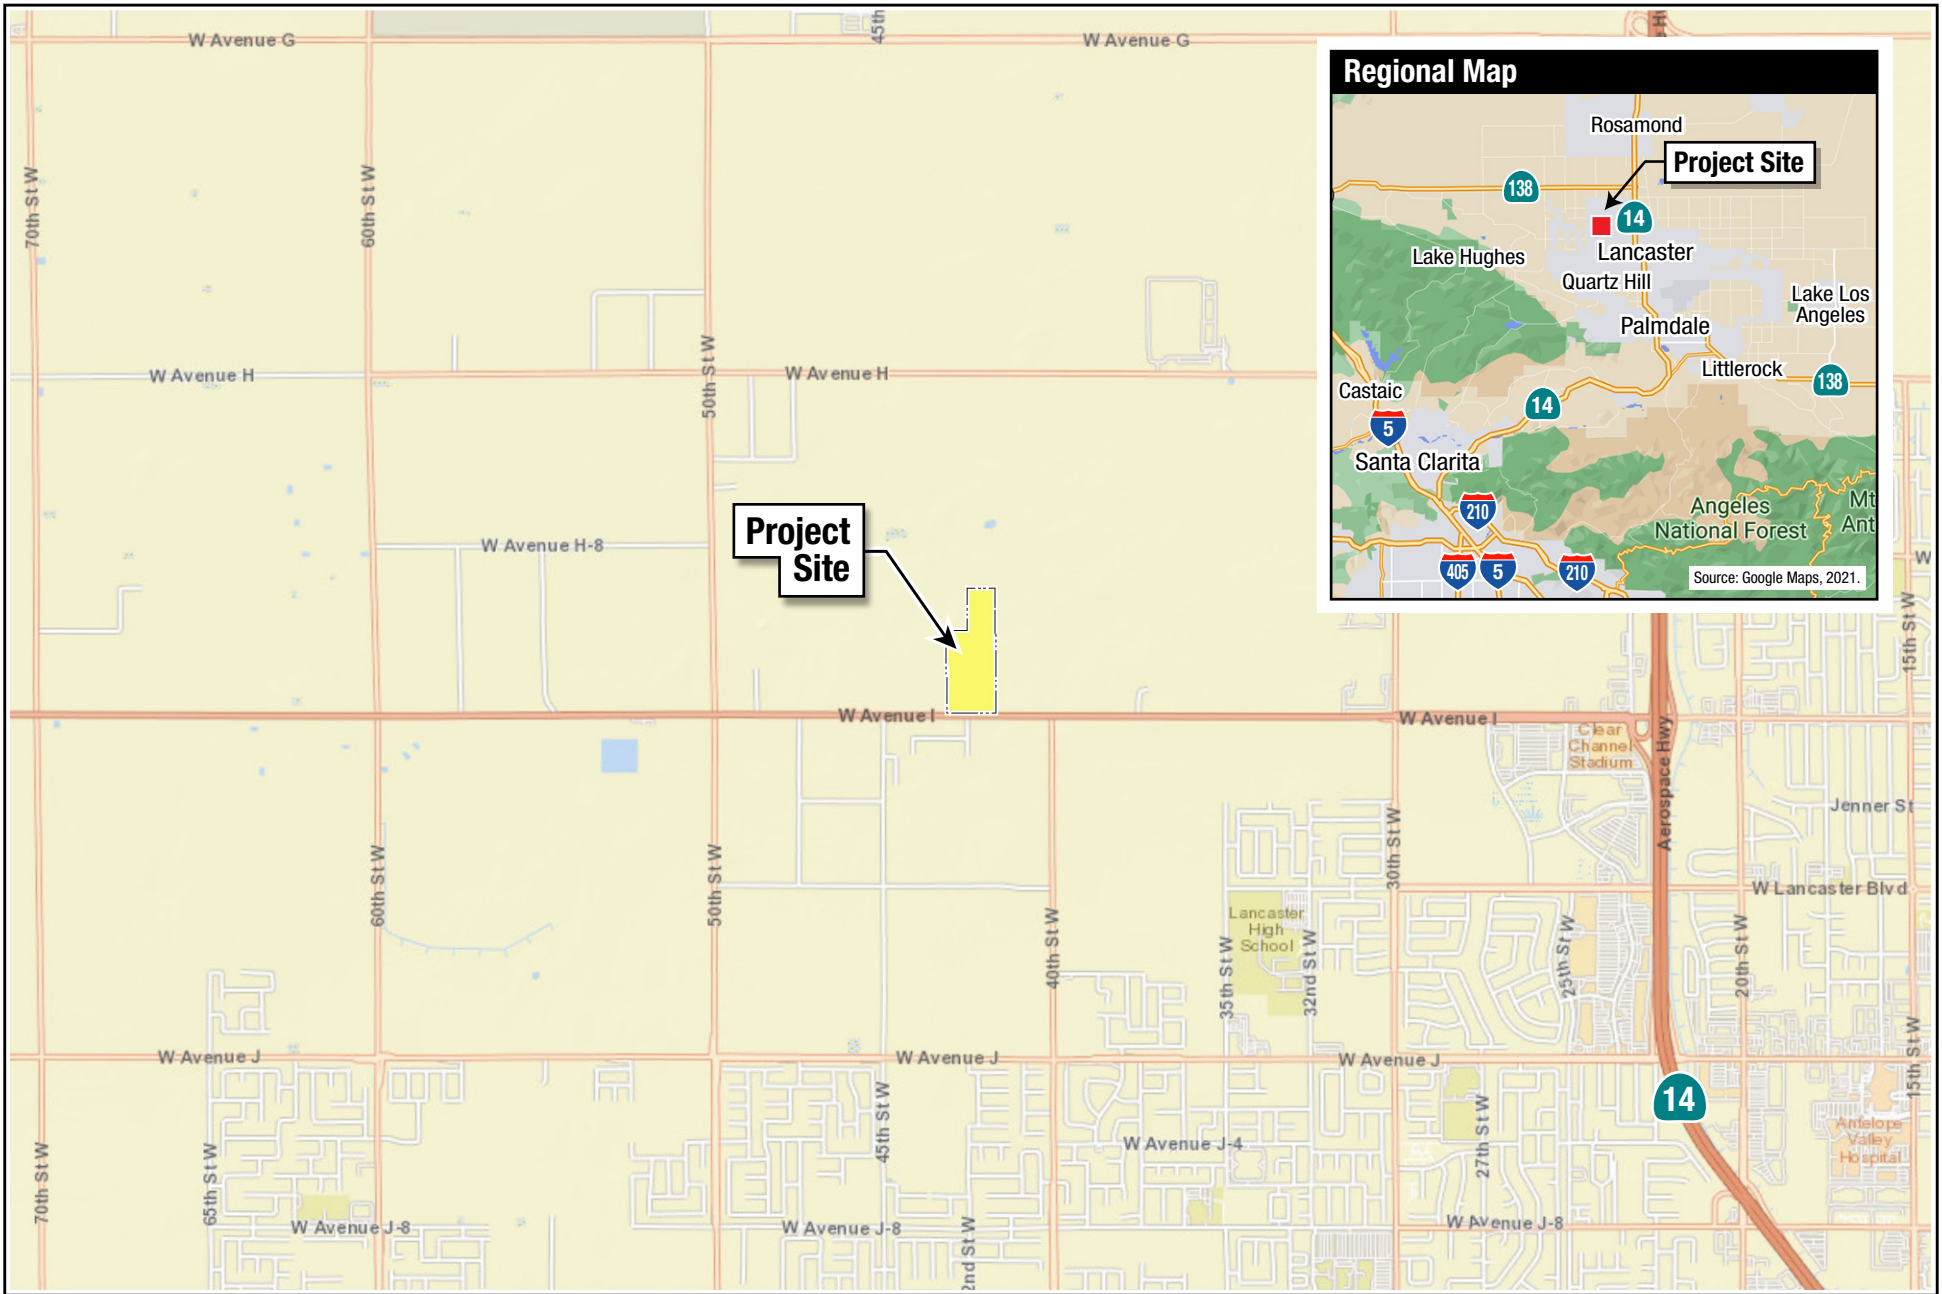 W Avenue G
45th
W Avenue G
Regional Map
Rosamond
Project Site
138
14
Lancaster
Lake Hughes
Quartz Hill
Lake Los
Angeles
Palmdale
Littlerock
138
Castaic
14
5
Santa Clarita
210
Angeles
National Forest
Mt
Ant
405
5
210
Source: Google Maps, 2021.
70th St W
60th St W
50th St W
W Avenue H
W Avenue H
W Avenue H-8
Project
Site
W
15th St W
W Avenue I
W Avenue I
Clear
Channel
Stadium
Aerospace Hwy
Jenner St
30th St W
60th St W
50th St W
W Lancaster Blvd
Lancaster
High
School
40th St W
35th St W
32nd St W
25th St W
20th St W
15th St W
W Avenue J
W Avenue J
W Avenue J
14
45th St W
27th St W
W Avenue J-4
Antelope
Valley
Hospital
70th St W
65th St W
W Avenue J-8
W Avenue J-8
2nd St W
W Avenue J-8